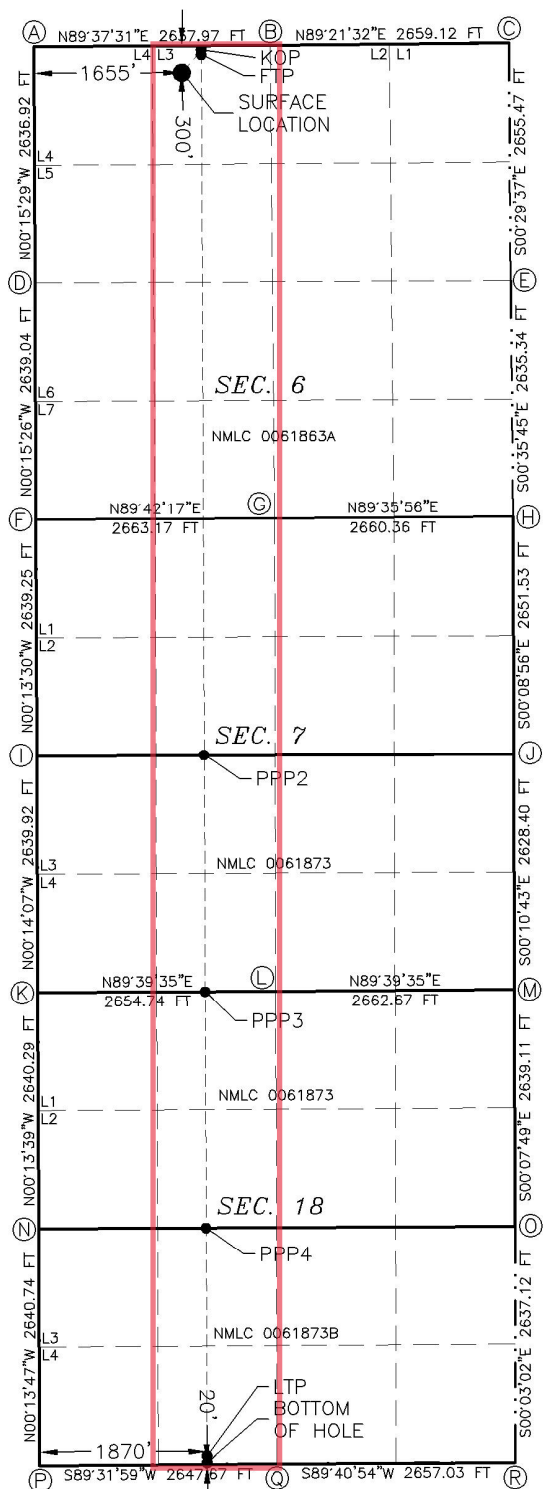 A
N89°37'31"E 2657.97 FT
B
N89°21'32"E 2659.12 FT
C
L4 L3
L2 L1
1655'
KOP
FTP
SURFACE
LOCATION
300'
N00°15'29"W 2636.92 FT
S00°29'37"E 2655.47 FT
L4
L5
D
E
N00°15'26"W 2639.04 FT
S00°35'45"E 2635.34 FT
SEC. 6
L6
L7
NMLC 0061863A
F
N89°42'17"E
2663.17 FT
G
N89°35'56"E
2660.36 FT
H
N00°13'30"W 2639.25 FT
S00°08'56"E 2651.53 FT
L1
L2
SEC. 7
I
J
PPP2
N00°14'07"W 2639.92 FT
S00°10'43"E 2628.40 FT
NMLC 0061873
L3
L4
K
N89°39'35"E
2654.74 FT
L
N89°39'35"E
2662.67 FT
M
PPP3
N00°13'39"W 2640.29 FT
S00°07'49"E 2639.11 FT
NMLC 0061873
L1
L2
SEC. 18
N
O
PPP4
N00°13'47"W 2640.74 FT
S00°03'02"E 2637.12 FT
NMLC 0061873B
L3
L4
20'
LTP
BOTTOM
OF HOLE
1870'
P
S89°31'59"W 2647.67 FT
Q
S89°40'54"W 2657.03 FT
R